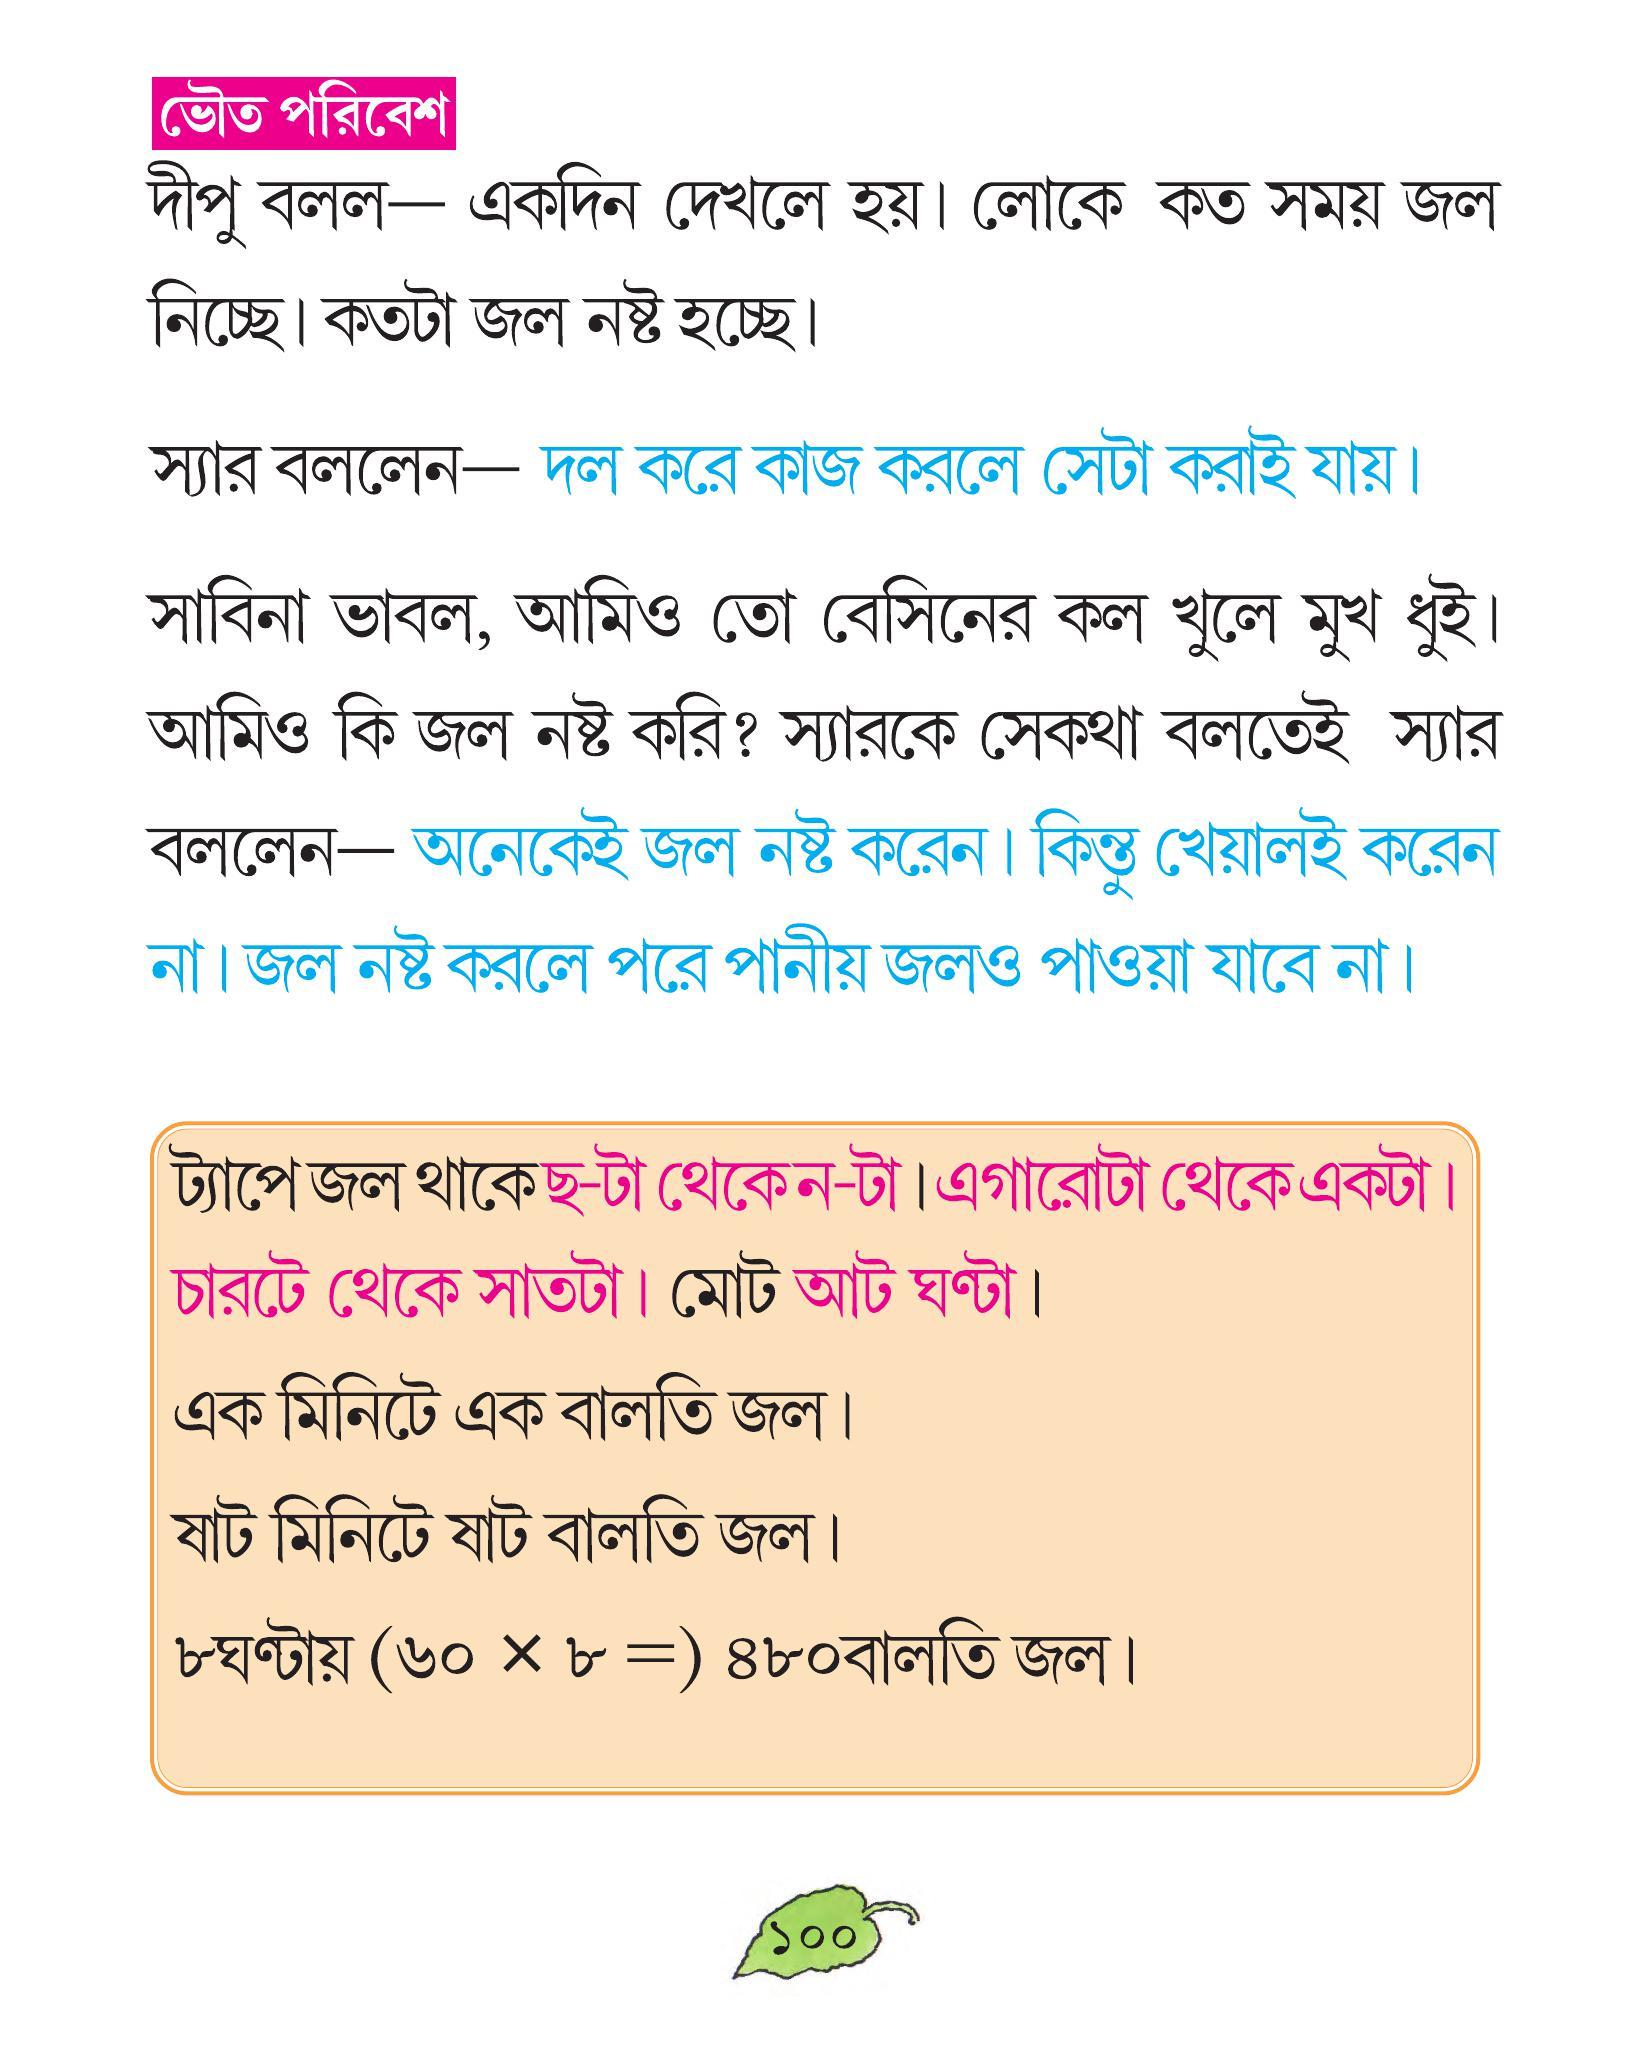 ভৌত পরিবেশ
দীপু বলল— একদিন দেখলে হয়। লোকে কত সময় জল
নিচ্ছে। কতটা জল নষ্ট হচ্ছে।
স্যার বললেন— দল করে কাজ করলে সেটা করাই যায়।
সাবিনা ভাবল, আমিও তো বেসিনের কল খুলে মুখ ধুই।
আমিও কি জল নষ্ট করি? স্যারকে সেকথা বলতেই স্যার
বললেন— অনেকেই জল নষ্ট করেন। কিন্তু খেয়ালই করেন
না। জল নষ্ট করলে পরে পানীয় জলও পাওয়া যাবে না।
ট্যাপে জল থাকে ছ-টা থেকে ন-টা। এগারোটা থেকে একটা।
চারটে থেকে সাতটা। মোট আট ঘণ্টা।
এক মিনিটে এক বালতি জল।
ষাট মিনিটে ষাট বালতি জল।
৮ঘণ্টায় (৬০ × ৮ =) ৪৮০বালতি জল।
১০০